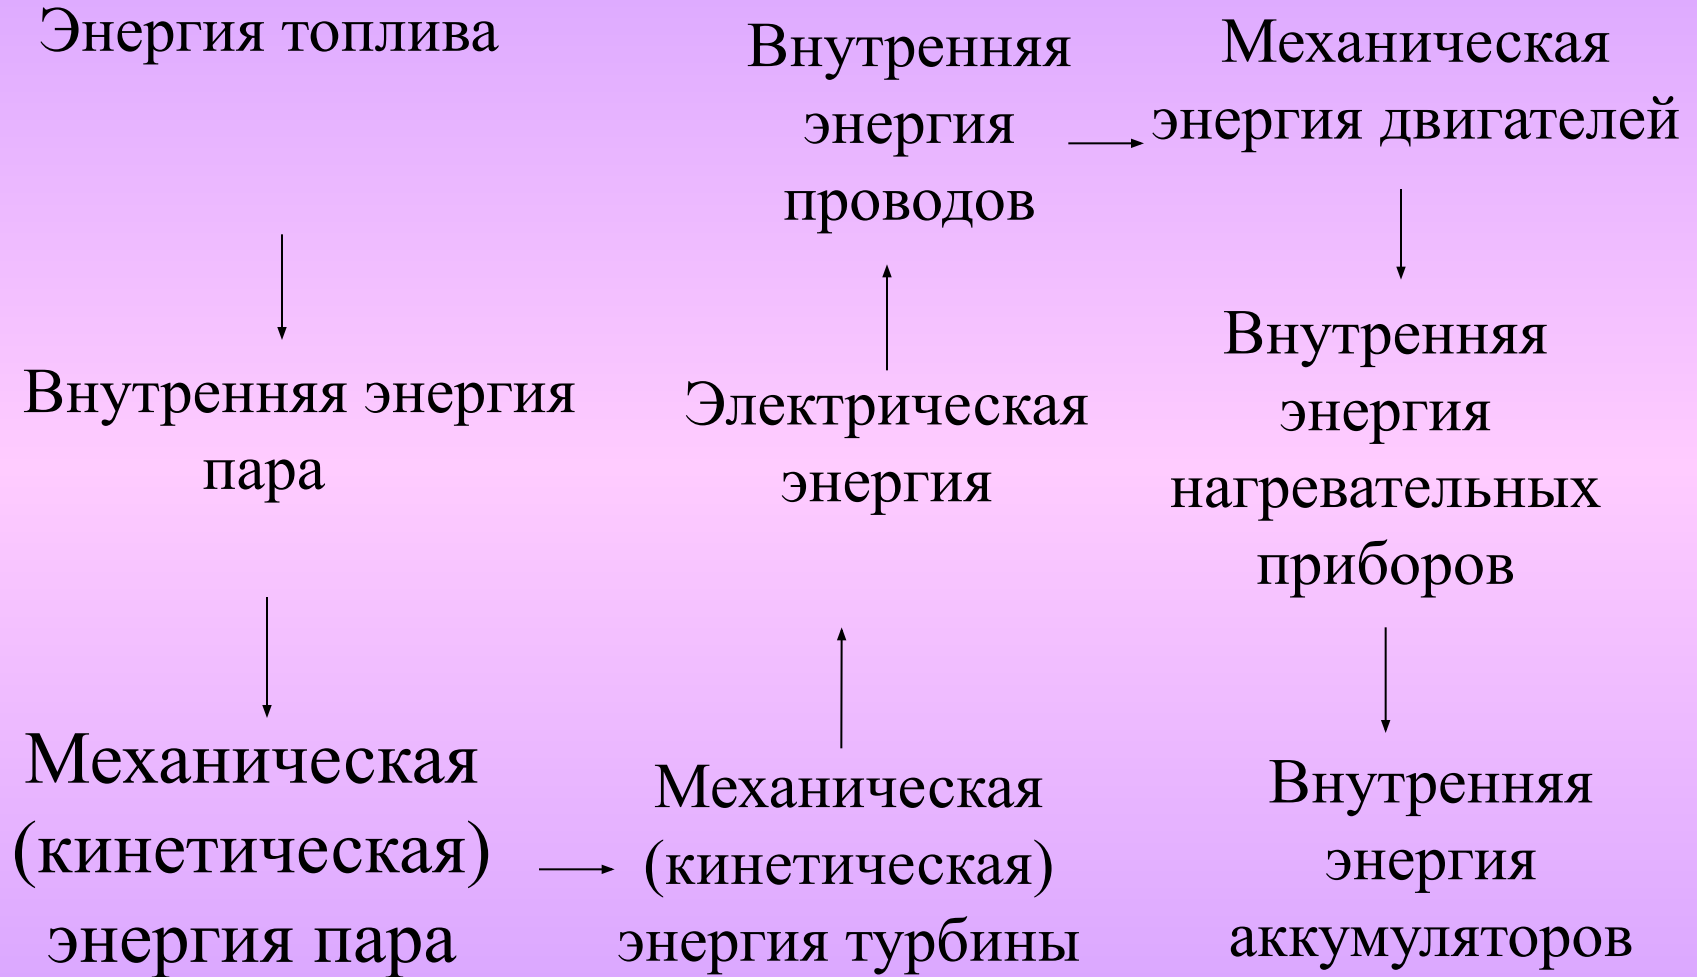 Энергия топлива
Внутренняя энергия
пара
Механическая
(кинетическая)
энергия пара
Механическая
(кинетическая)
энергия турбины
Электрическая
энергия
Внутренняя
энергия
проводов
Механическая
энергия двигателей
Внутренняя
энергия
нагревательных
приборов
Внутренняя
энергия
аккумуляторов